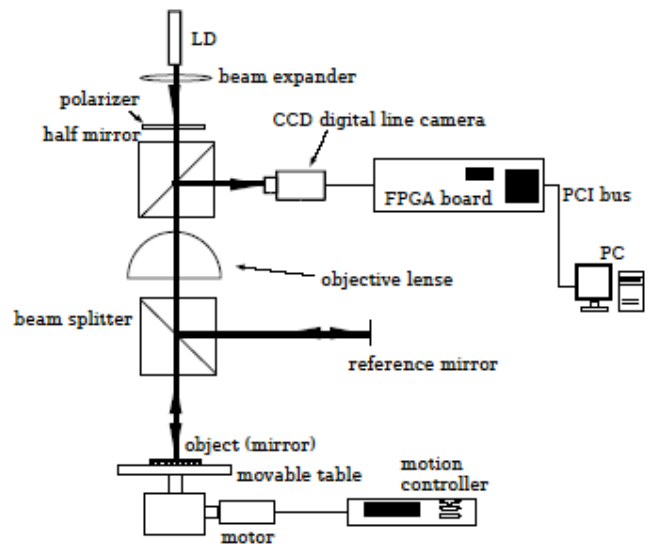 LD
beam expander
polarizer
half mirror
CCD digital line camera
FPGA board
PCI bus
PC
objective lense
beam splitter
reference mirror
object (mirror)
movable table
motion
controller
motor